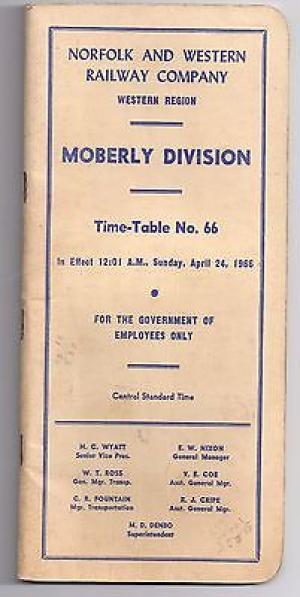 NORFOLK AND WESTERN
RAILWAY COMPANY
WESTERN REGION
MOBERLY DIVISION
Time-Table No. 66
In Effect 12:01 A.M., Sunday, April 24, 1966
FOR THE GOVERNMENT OF
EMPLOYEES ONLY
Central Standard Time
H. C. WYATT
Senior Vice Pres.
E. W. NIXON
General Manager
W. T. ROSS
Gen. Mgr. Transp.
V. E. COE
Asst. General Mgr.
C. R. FOUNTAIN
Mgr. Transportation
R. J. CRIPE
Asst. General Mgr.
M. D. DENBO
Superintendent